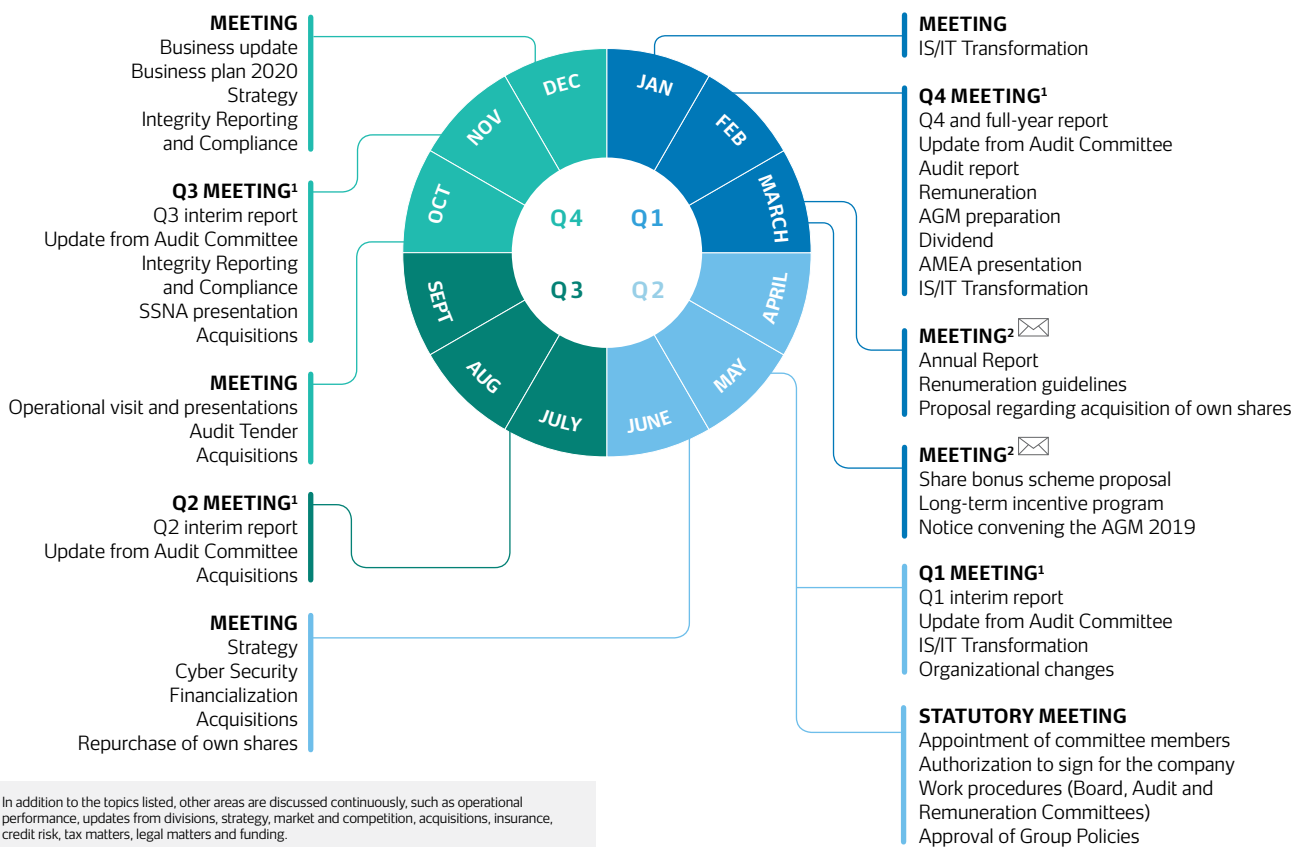 MEETING
Business update
Business plan 2020
Strategy
Integrity Reporting
and Compliance
Q3 MEETING¹
Q3 interim report
Update from Audit Committee
Integrity Reporting
and Compliance
SSNA presentation
Acquisitions
MEETING
Operational visit and presentations
Audit Tender
Acquisitions
Q2 MEETING¹
Q2 interim report
Update from Audit Committee
Acquisitions
MEETING
Strategy
Cyber Security
Financialization
Acquisitions
Repurchase of own shares
JAN
FEB
MARCH
APRIL
MAY
JUNE
JULY
AUG
SEPT
OCT
NOV
DEC
Q4
Q1
Q3
Q2
MEETING
IS/IT Transformation
Q4 MEETING¹
Q4 and full-year report
Update from Audit Committee
Audit report
Remuneration
AGM preparation
Dividend
AMEA presentation
IS/IT Transformation
MEETING²
Annual Report
Renumeration guidelines
Proposal regarding acquisition of own shares
MEETING²
Share bonus scheme proposal
Long-term incentive program
Notice convening the AGM 2019
Q1 MEETING¹
Q1 interim report
Update from Audit Committee
IS/IT Transformation
Organizational changes
STATUTORY MEETING
Appointment of committee members
Authorization to sign for the company
Work procedures (Board, Audit and
Remuneration Committees)
Approval of Group Policies
In addition to the topics listed, other areas are discussed continuously, such as operational
performance, updates from divisions, strategy, market and competition, acquisitions, insurance,
credit risk, tax matters, legal matters and funding.